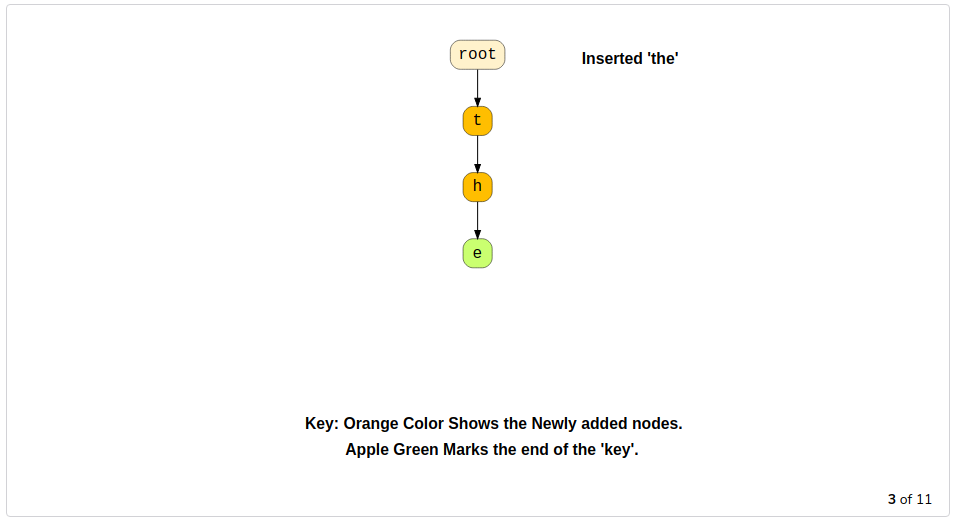 root
Inserted 'the'
t
h
e
Key: Orange Color Shows the Newly added nodes.
Apple Green Marks the end of the 'key'.
3 of 11